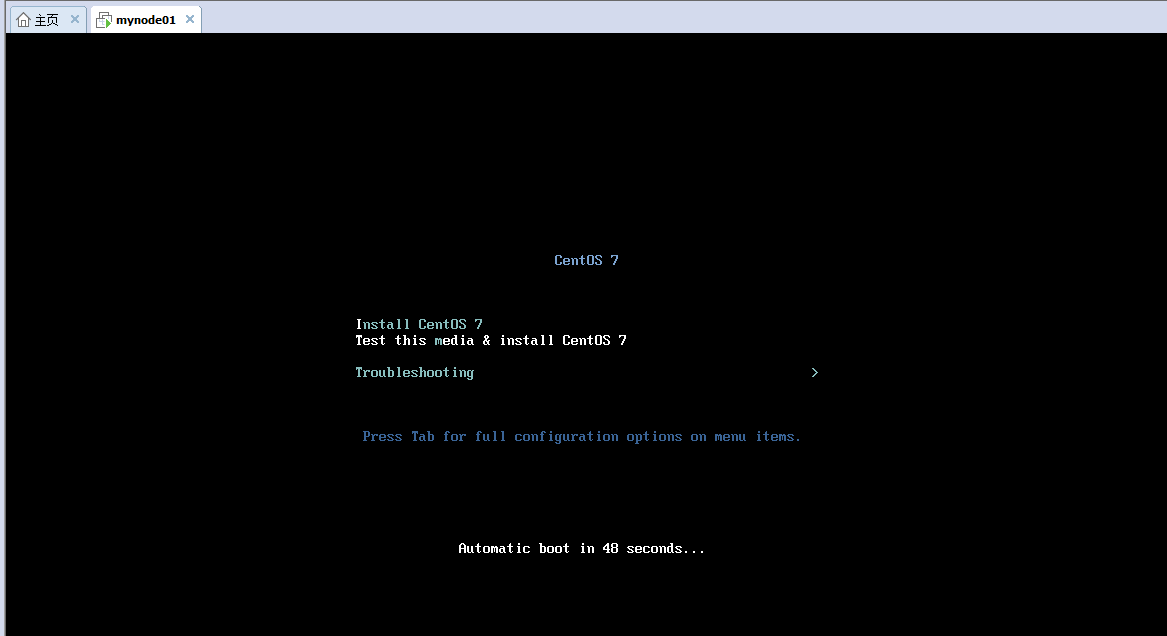 主页 mynode01
CentOS 7
Install CentOS 7
Test this media & install CentOS 7
Troubleshooting >
Press Tab for full configuration options on menu items.
Automatic boot in 48 seconds...